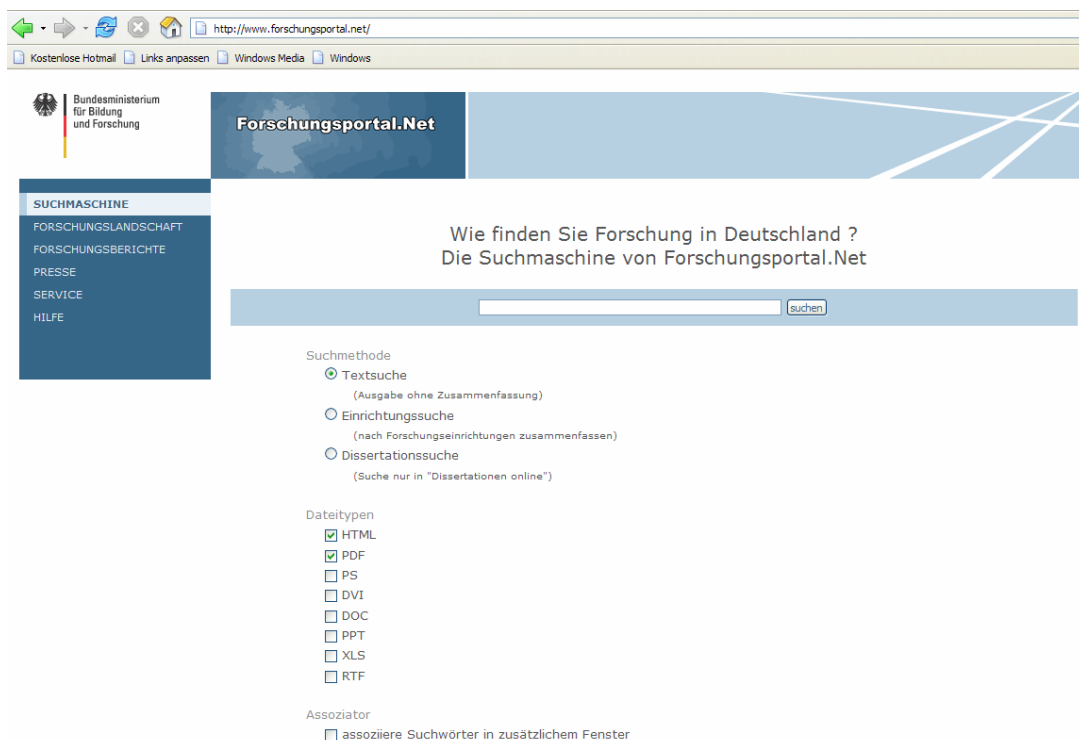 http://www.forschungsportal.net/
Kostenlose Hotmail Links anpassen Windows Media Windows
Bundesministerium
für Bildung
und Forschung
Forschungsportal.Net
SUCHMASCHINE
FORSCHUNGSLANDSCHAFT
FORSCHUNGSBERICHTE
PRESSE
SERVICE
HILFE
Wie finden Sie Forschung in Deutschland ?
Die Suchmaschine von Forschungsportal.Net
suchen
Suchmethode
Textsuche
(Ausgabe ohne Zusammenfassung)
Einrichtungssuche
(nach Forschungseinrichtungen zusammenfassen)
Dissertationssuche
(Suche nur in "Dissertationen online")
Dateitypen
HTML
PDF
PS
DVI
DOC
PPT
XLS
RTF
Assoziator
assoziiere Suchwörter in zusätzlichem Fenster